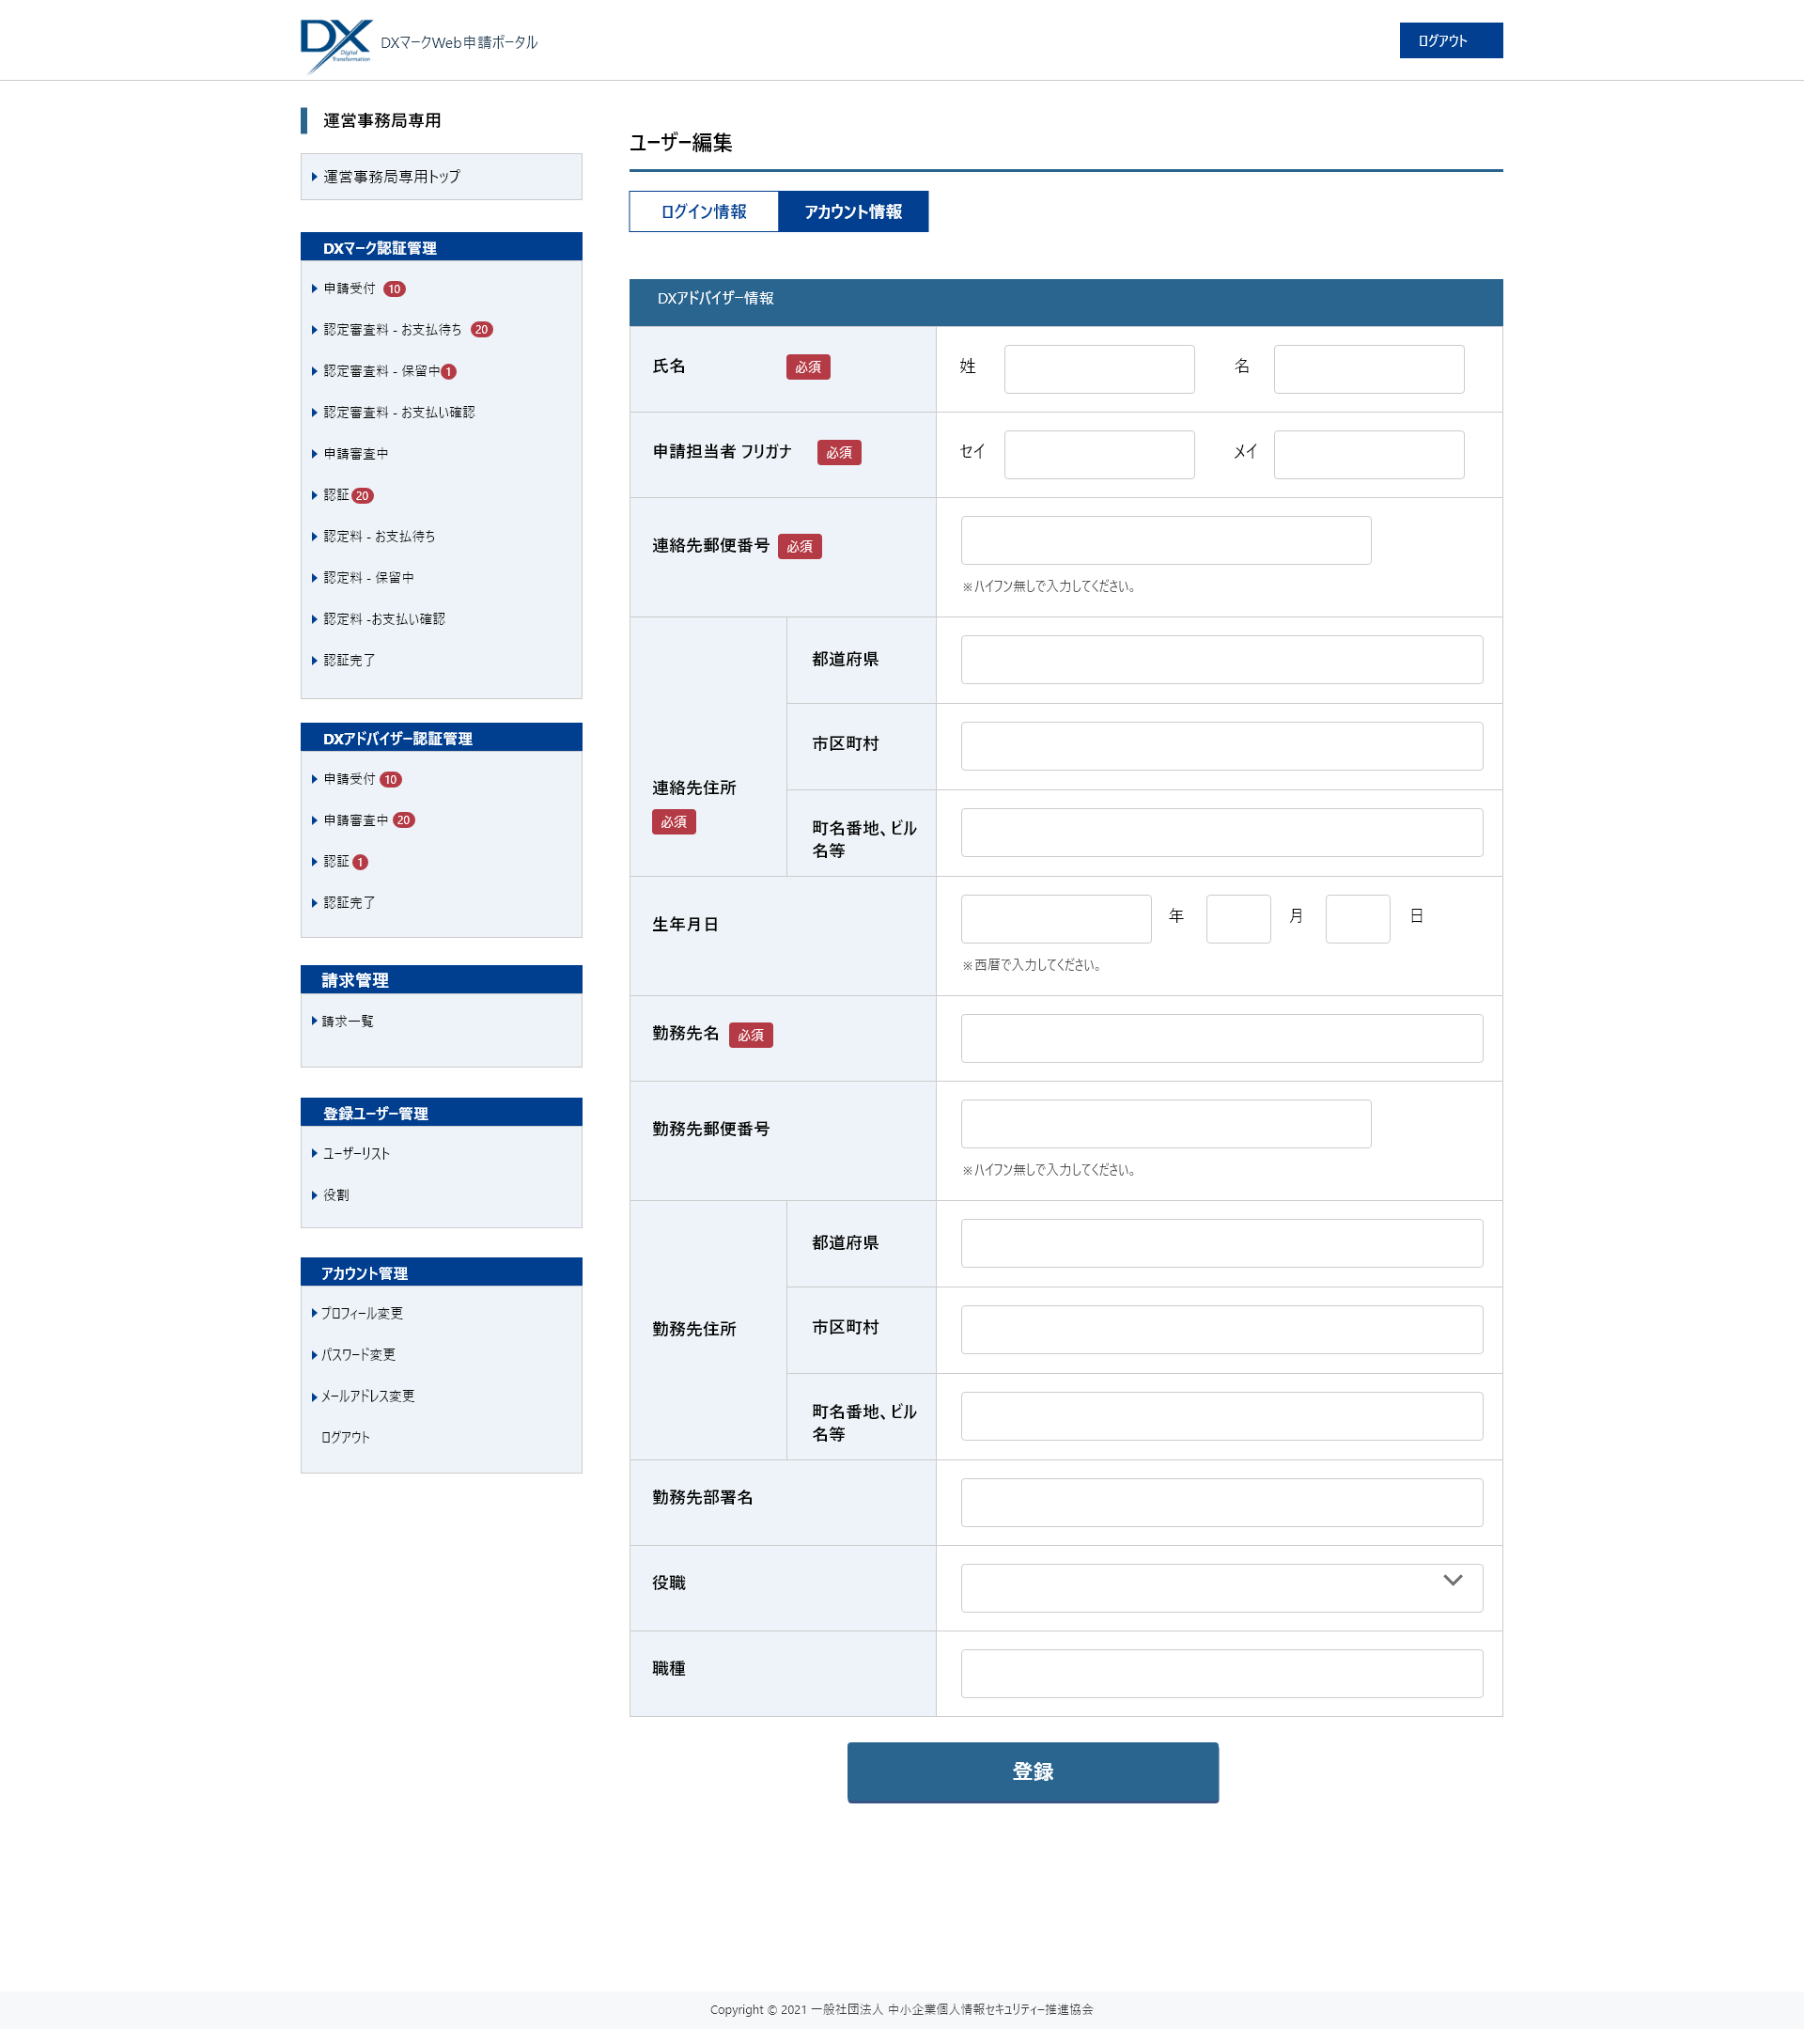 DX
Digital
Transformation
DXマークWeb申請ポータル
ログアウト
運営事務局専用
運営事務局専用トップ
DXマーク認証管理
申請受付 10
認定審査料 - お支払待ち 20
認定審査料 - 保留中 1
認定審査料 - お支払い確認
申請審査中
認証 20
認定料 - お支払待ち
認定料 - 保留中
認定料 -お支払い確認
認証完了
DXアドバイザー認証管理
申請受付 10
申請審査中 20
認証 1
認証完了
請求管理
請求一覧
登録ユーザー管理
ユーザーリスト
役割
アカウント管理
プロフィール変更
パスワード変更
メールアドレス変更
ログアウト
ユーザー編集
ログイン情報 アカウント情報
DXアドバイザー情報
氏名 必須 姓 名
申請担当者 フリガナ 必須 セイ メイ
連絡先郵便番号 必須
※ハイフン無しで入力してください。
連絡先住所
必須
都道府県
市区町村
町名番地、ビル
名等
生年月日 年 月 日
※西暦で入力してください。
勤務先名 必須
勤務先郵便番号
※ハイフン無しで入力してください。
勤務先住所
都道府県
市区町村
町名番地、ビル
名等
勤務先部署名
役職
職種
登録
Copyright © 2021 一般社団法人 中小企業個人情報セキュリティー推進協会